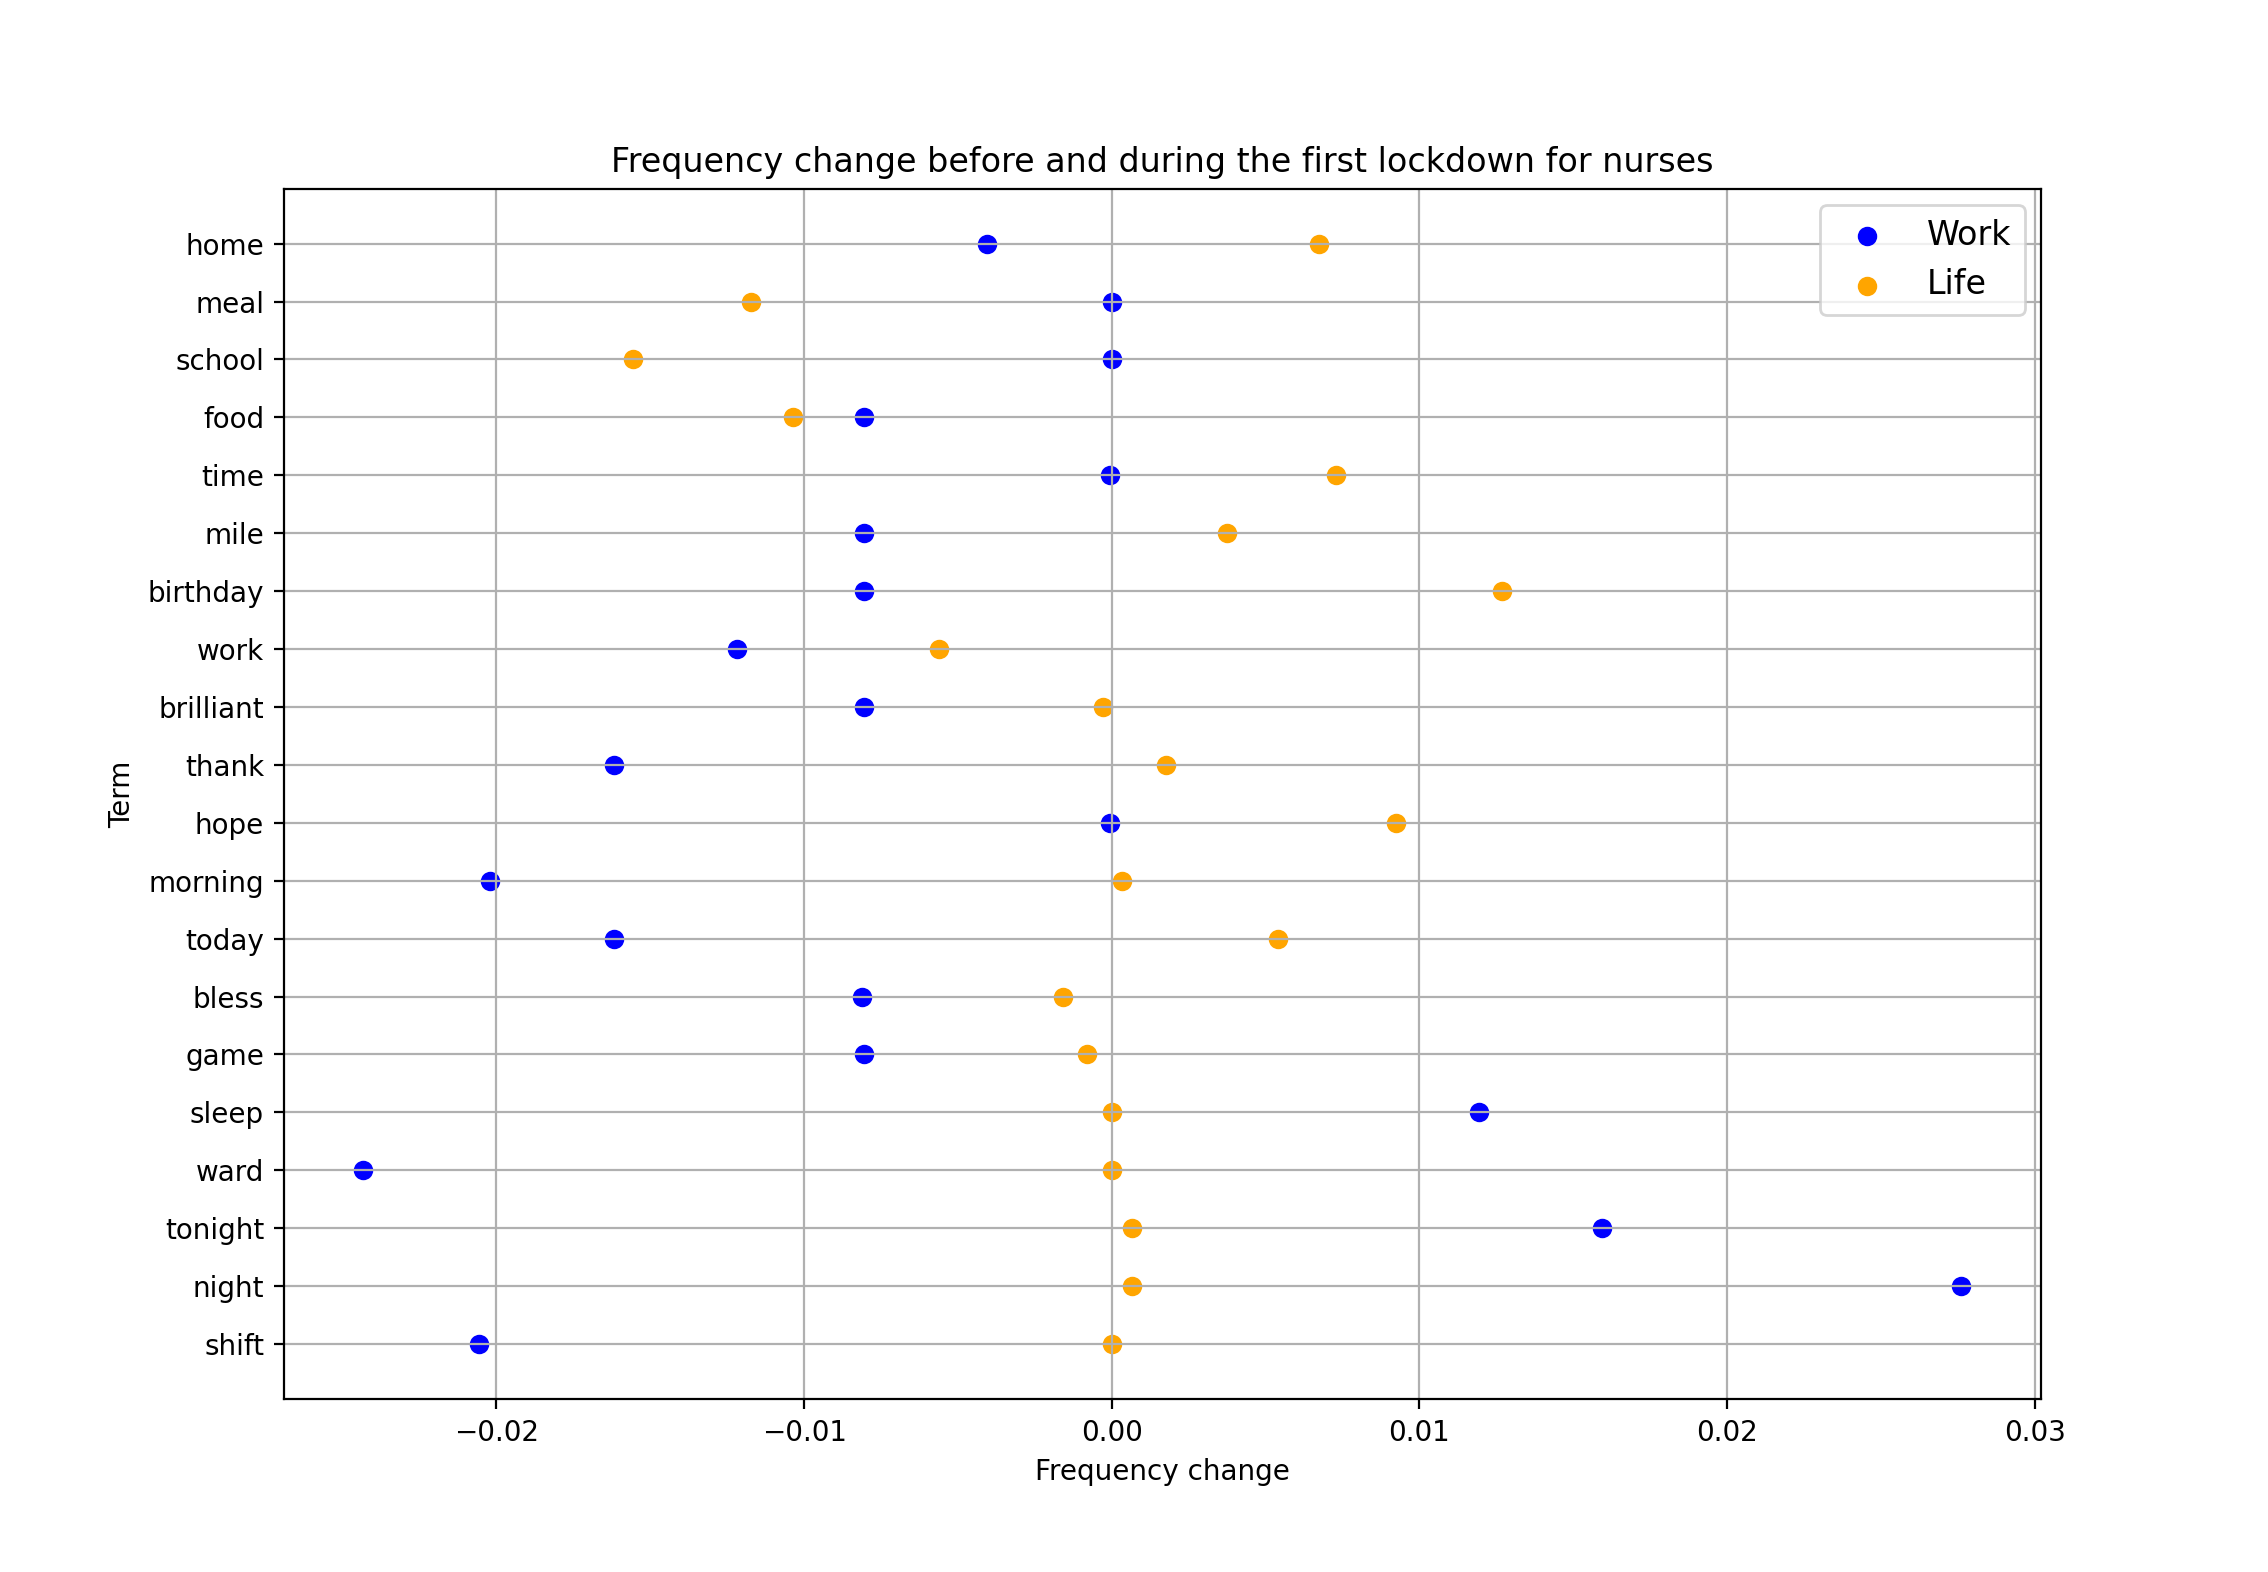 Frequency change before and during the first lockdown for nurses
Work
Life
home
meal
school
food
time
mile
birthday
work
brilliant
thank
hope
morning
today
bless
game
sleep
ward
tonight
night
shift
Term
−0.02 −0.01 0.00 0.01 0.02 0.03
Frequency change